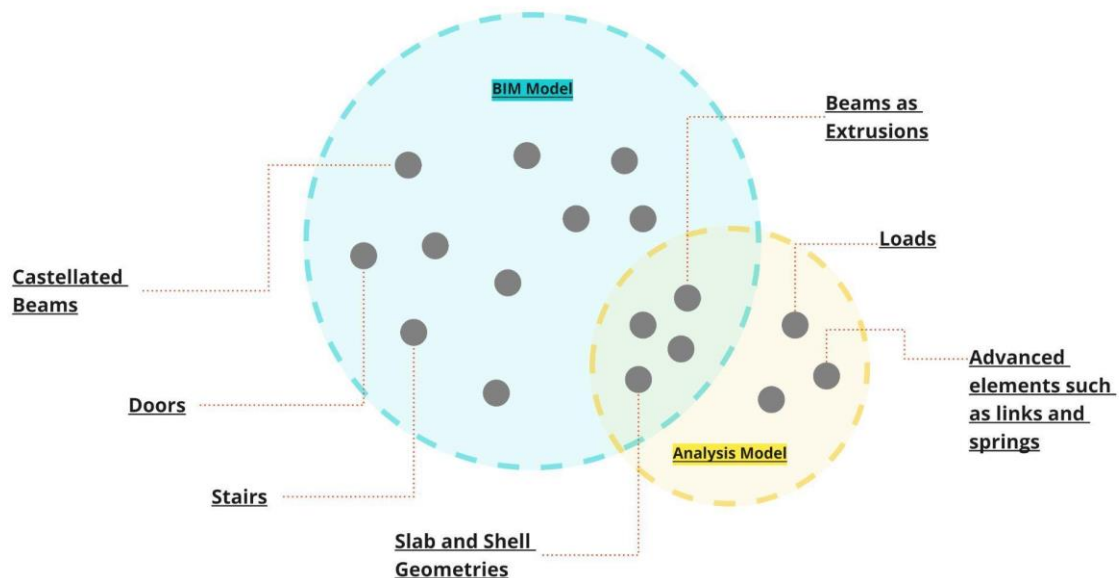 BIM Model
Beams as
Extrusions
Loads
Castellated
Beams
Advanced
elements such
as links and
springs
Doors
Analysis Model
Stairs
Slab and Shell
Geometries